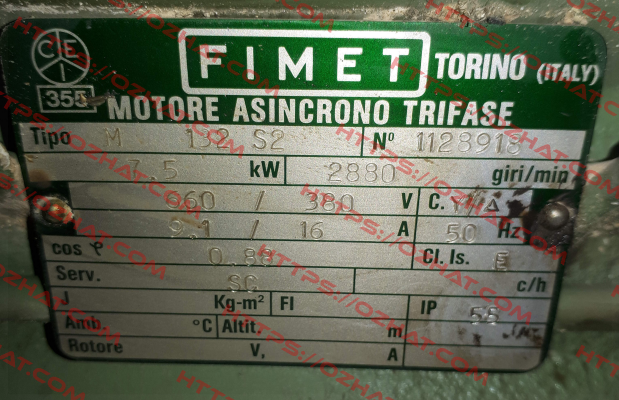 CEI
355
FIMET TORINO (ITALY)
MOTORE ASINCRONO TRIFASE
Tipo M 132 S2 Nº 1128918
7.5 kW 2880 giri/min
660 / 380 V C. Y/Δ
9.1 / 16 A 50 Hz
cos φ 0.88 Cl. Is. E
Serv. SC c/h
J Kg-m² FI IP 55
Amb. °C Altit. m
Rotore V, A
HTTPS://OZHAT.COM